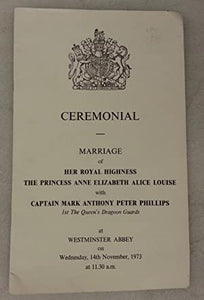 CEREMONIAL
MARRIAGE
of
HER ROYAL HIGHNESS
THE PRINCESS ANNE ELIZABETH ALICE LOUISE
with
CAPTAIN MARK ANTHONY PETER PHILLIPS
1st The Queen's Dragoon Guards
at
WESTMINSTER ABBEY
on
Wednesday, 14th November, 1973
at 11.30 a.m.